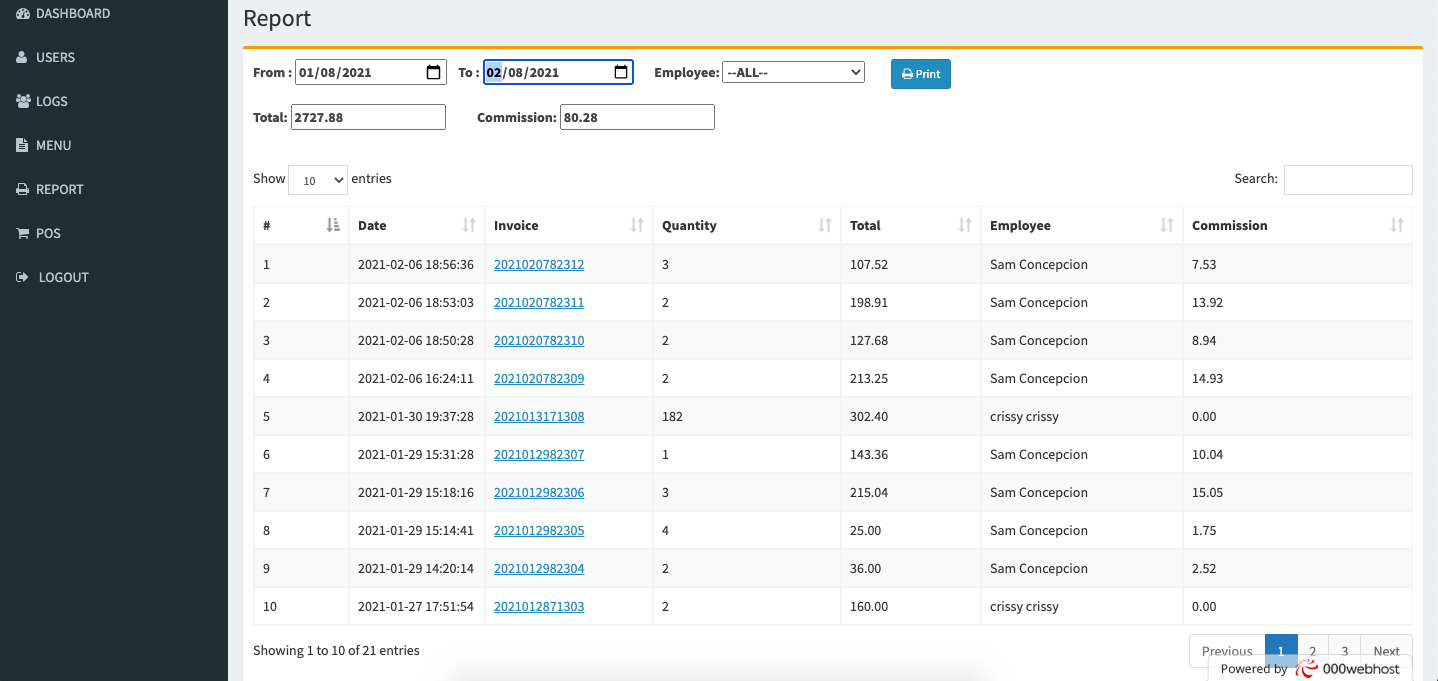 DASHBOARD
USERS
LOGS
MENU
REPORT
POS
LOGOUT
Report
From : 01/08/2021 To : 02/08/2021 Employee: --ALL-- Print
Total: 2727.88 Commission: 80.28
Show 10 entries Search:
# Date Invoice Quantity Total Employee Commission
1 2021-02-06 18:56:36 2021020782312 3 107.52 Sam Concepcion 7.53
2 2021-02-06 18:53:03 2021020782311 2 198.91 Sam Concepcion 13.92
3 2021-02-06 18:50:28 2021020782310 2 127.68 Sam Concepcion 8.94
4 2021-02-06 16:24:11 2021020782309 2 213.25 Sam Concepcion 14.93
5 2021-01-30 19:37:28 2021013171308 182 302.40 crissy crissy 0.00
6 2021-01-29 15:31:28 2021012982307 1 143.36 Sam Concepcion 10.04
7 2021-01-29 15:18:16 2021012982306 3 215.04 Sam Concepcion 15.05
8 2021-01-29 15:14:41 2021012982305 4 25.00 Sam Concepcion 1.75
9 2021-01-29 14:20:14 2021012982304 2 36.00 Sam Concepcion 2.52
10 2021-01-27 17:51:54 2021012871303 2 160.00 crissy crissy 0.00
Showing 1 to 10 of 21 entries Previous 1 2 3 Next
Powered by 000webhost